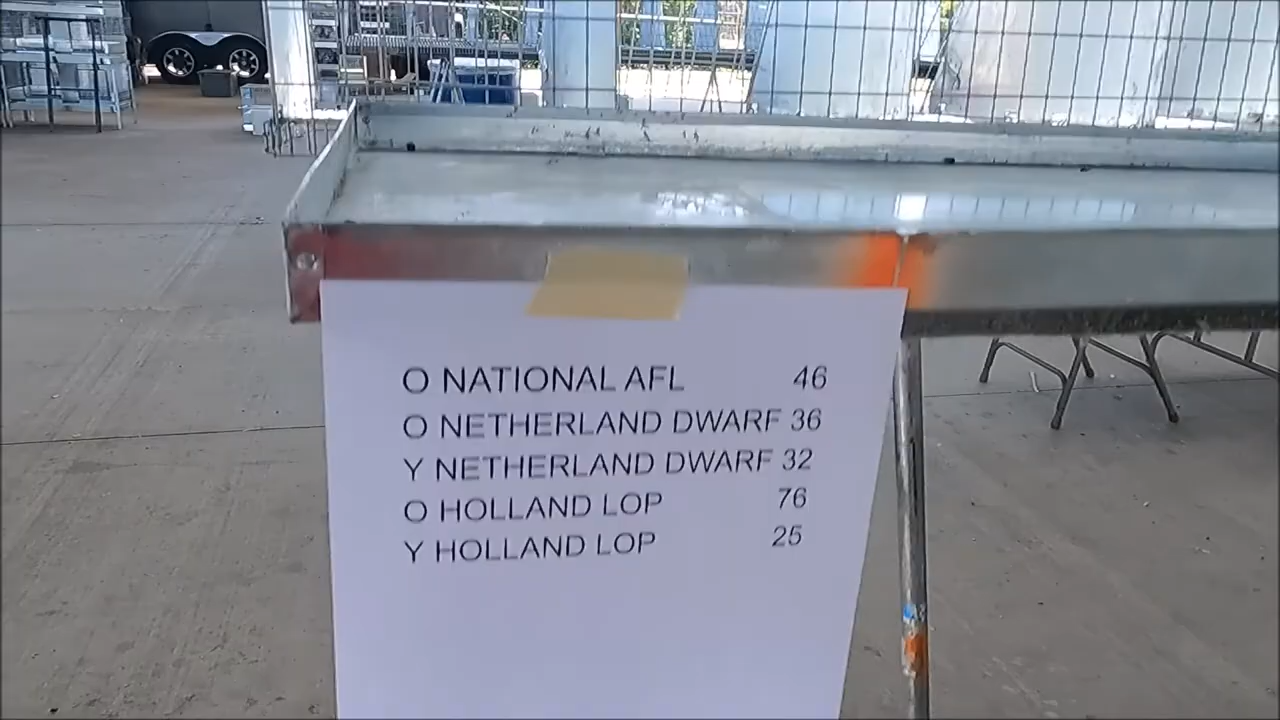 O NATIONAL AFL 46
O NETHERLAND DWARF 36
Y NETHERLAND DWARF 32
O HOLLAND LOP 76
Y HOLLAND LOP 25